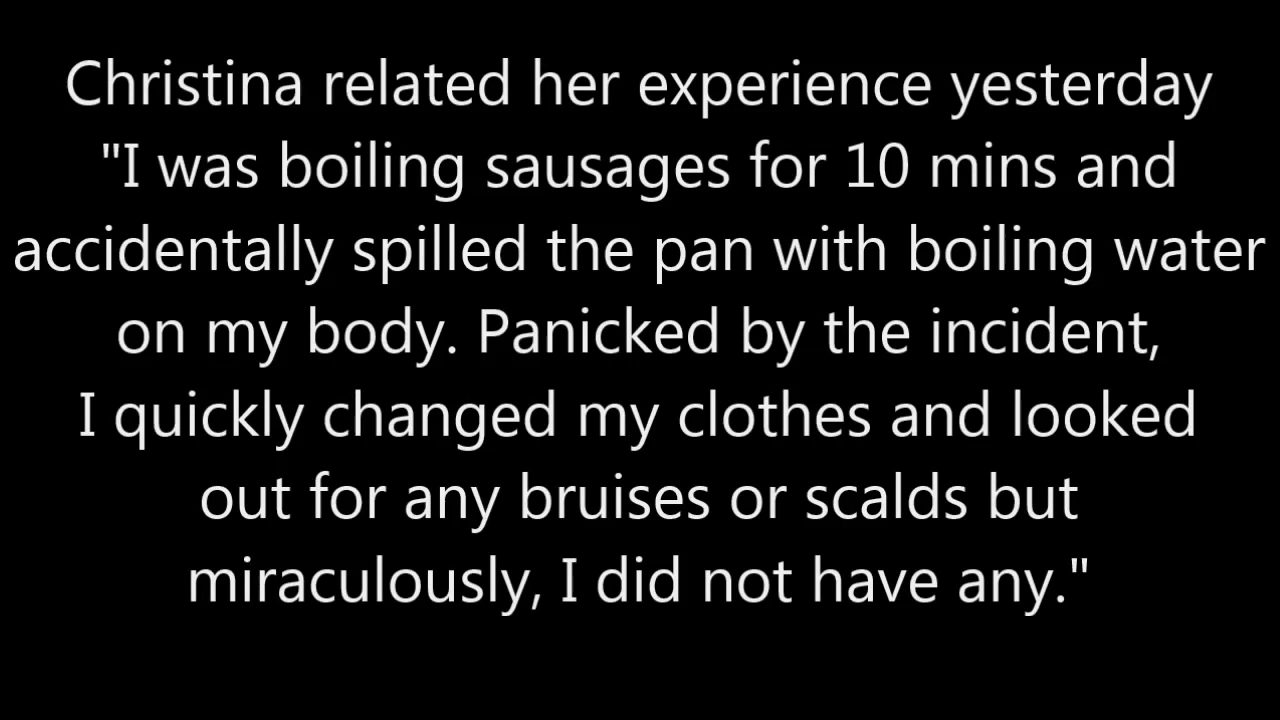 Christina related her experience yesterday
"I was boiling sausages for 10 mins and
accidentally spilled the pan with boiling water
on my body. Panicked by the incident,
I quickly changed my clothes and looked
out for any bruises or scalds but
miraculously, I did not have any."